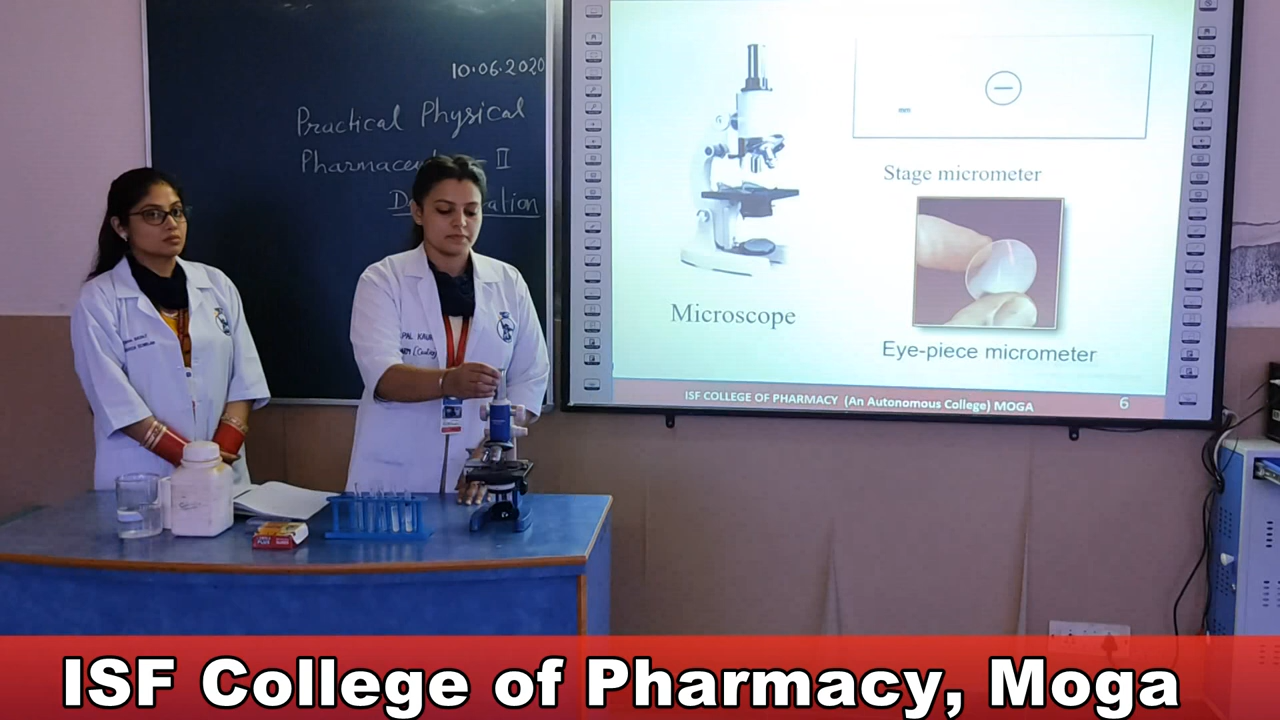 10.06.2020
Practical Physical
II
Stage micrometer
Microscope
Eye-piece micrometer
ISF COLLEGE OF PHARMACY (An Autonomous College) MOGA
6
ISF College of Pharmacy, Moga